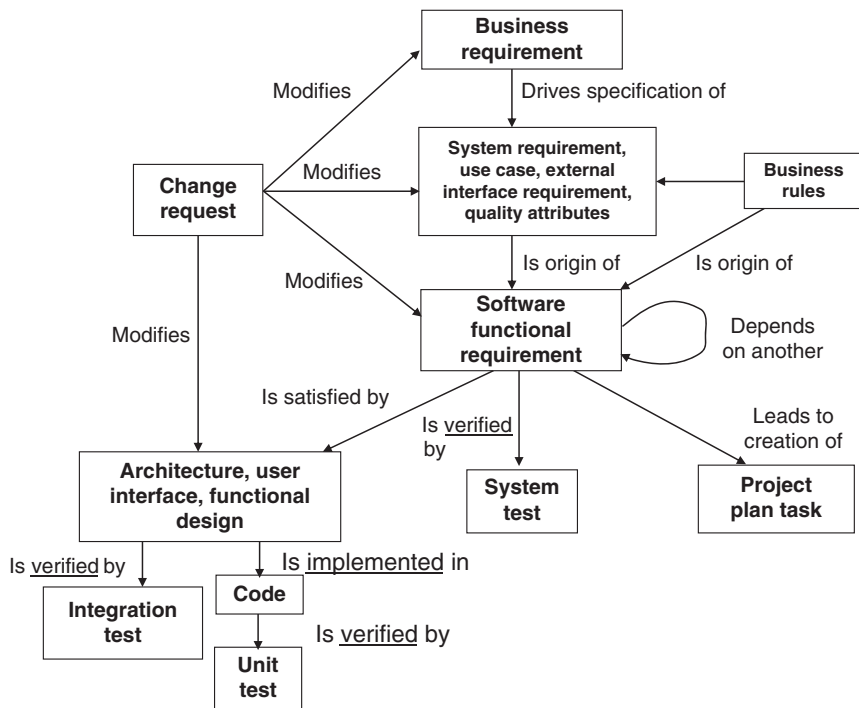 Business
requirement
Modifies
Drives specification of
System requirement,
use case, external
interface requirement,
quality attributes
Business
rules
Change
request
Modifies
Is origin of
Is origin of
Modifies
Software
functional
requirement
Depends
on another
Modifies
Is satisfied by
Is verified
by
Leads to
creation of
Architecture, user
interface, functional
design
System
test
Project
plan task
Is verified by
Is implemented in
Integration
test
Code
Is verified by
Unit
test